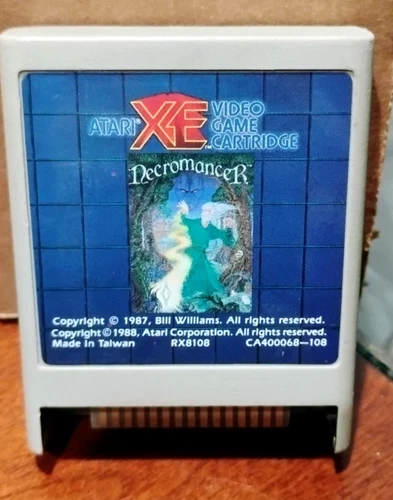 ATARI® XE™ VIDEO
GAME
CARTRIDGE
Necromancer
Copyright © 1987, Bill Williams. All rights reserved.
Copyright © 1988, Atari Corporation. All rights reserved.
Made in Taiwan RX8108 CA400068–108